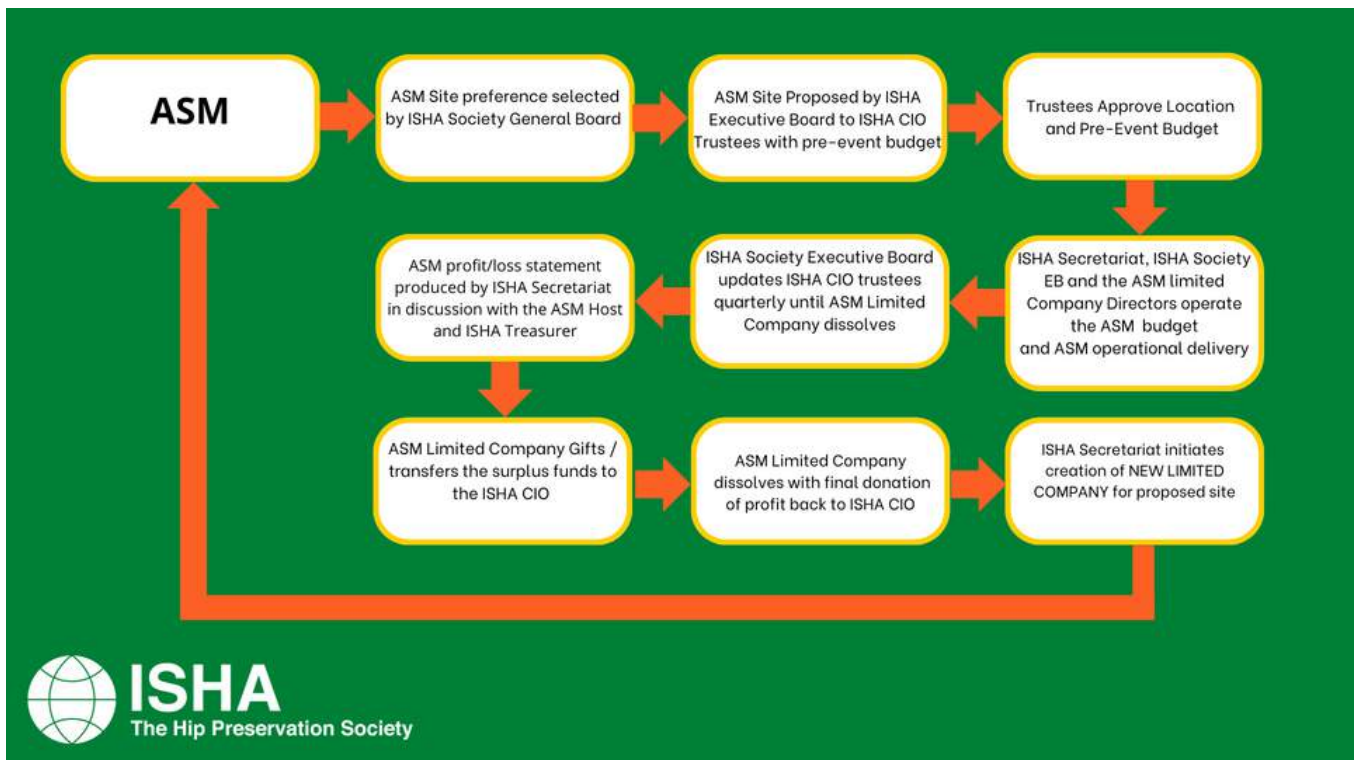 ASM
ASM Site preference selected
by ISHA Society General Board
ASM Site Proposed by ISHA
Executive Board to ISHA CIO
Trustees with pre-event budget
Trustees Approve Location
and Pre-Event Budget
ISHA Secretariat, ISHA Society
EB and the ASM limited
Company Directors operate
the ASM budget
and ASM operational delivery
ISHA Society Executive Board
updates ISHA CIO trustees
quarterly until ASM Limited
Company dissolves
ASM profit/loss statement
produced by ISHA Secretariat
in discussion with the ASM Host
and ISHA Treasurer
ASM Limited Company Gifts /
transfers the surplus funds to
the ISHA CIO
ASM Limited Company
dissolves with final donation
of profit back to ISHA CIO
ISHA Secretariat initiates
creation of NEW LIMITED
COMPANY for proposed site
ISHA
The Hip Preservation Society